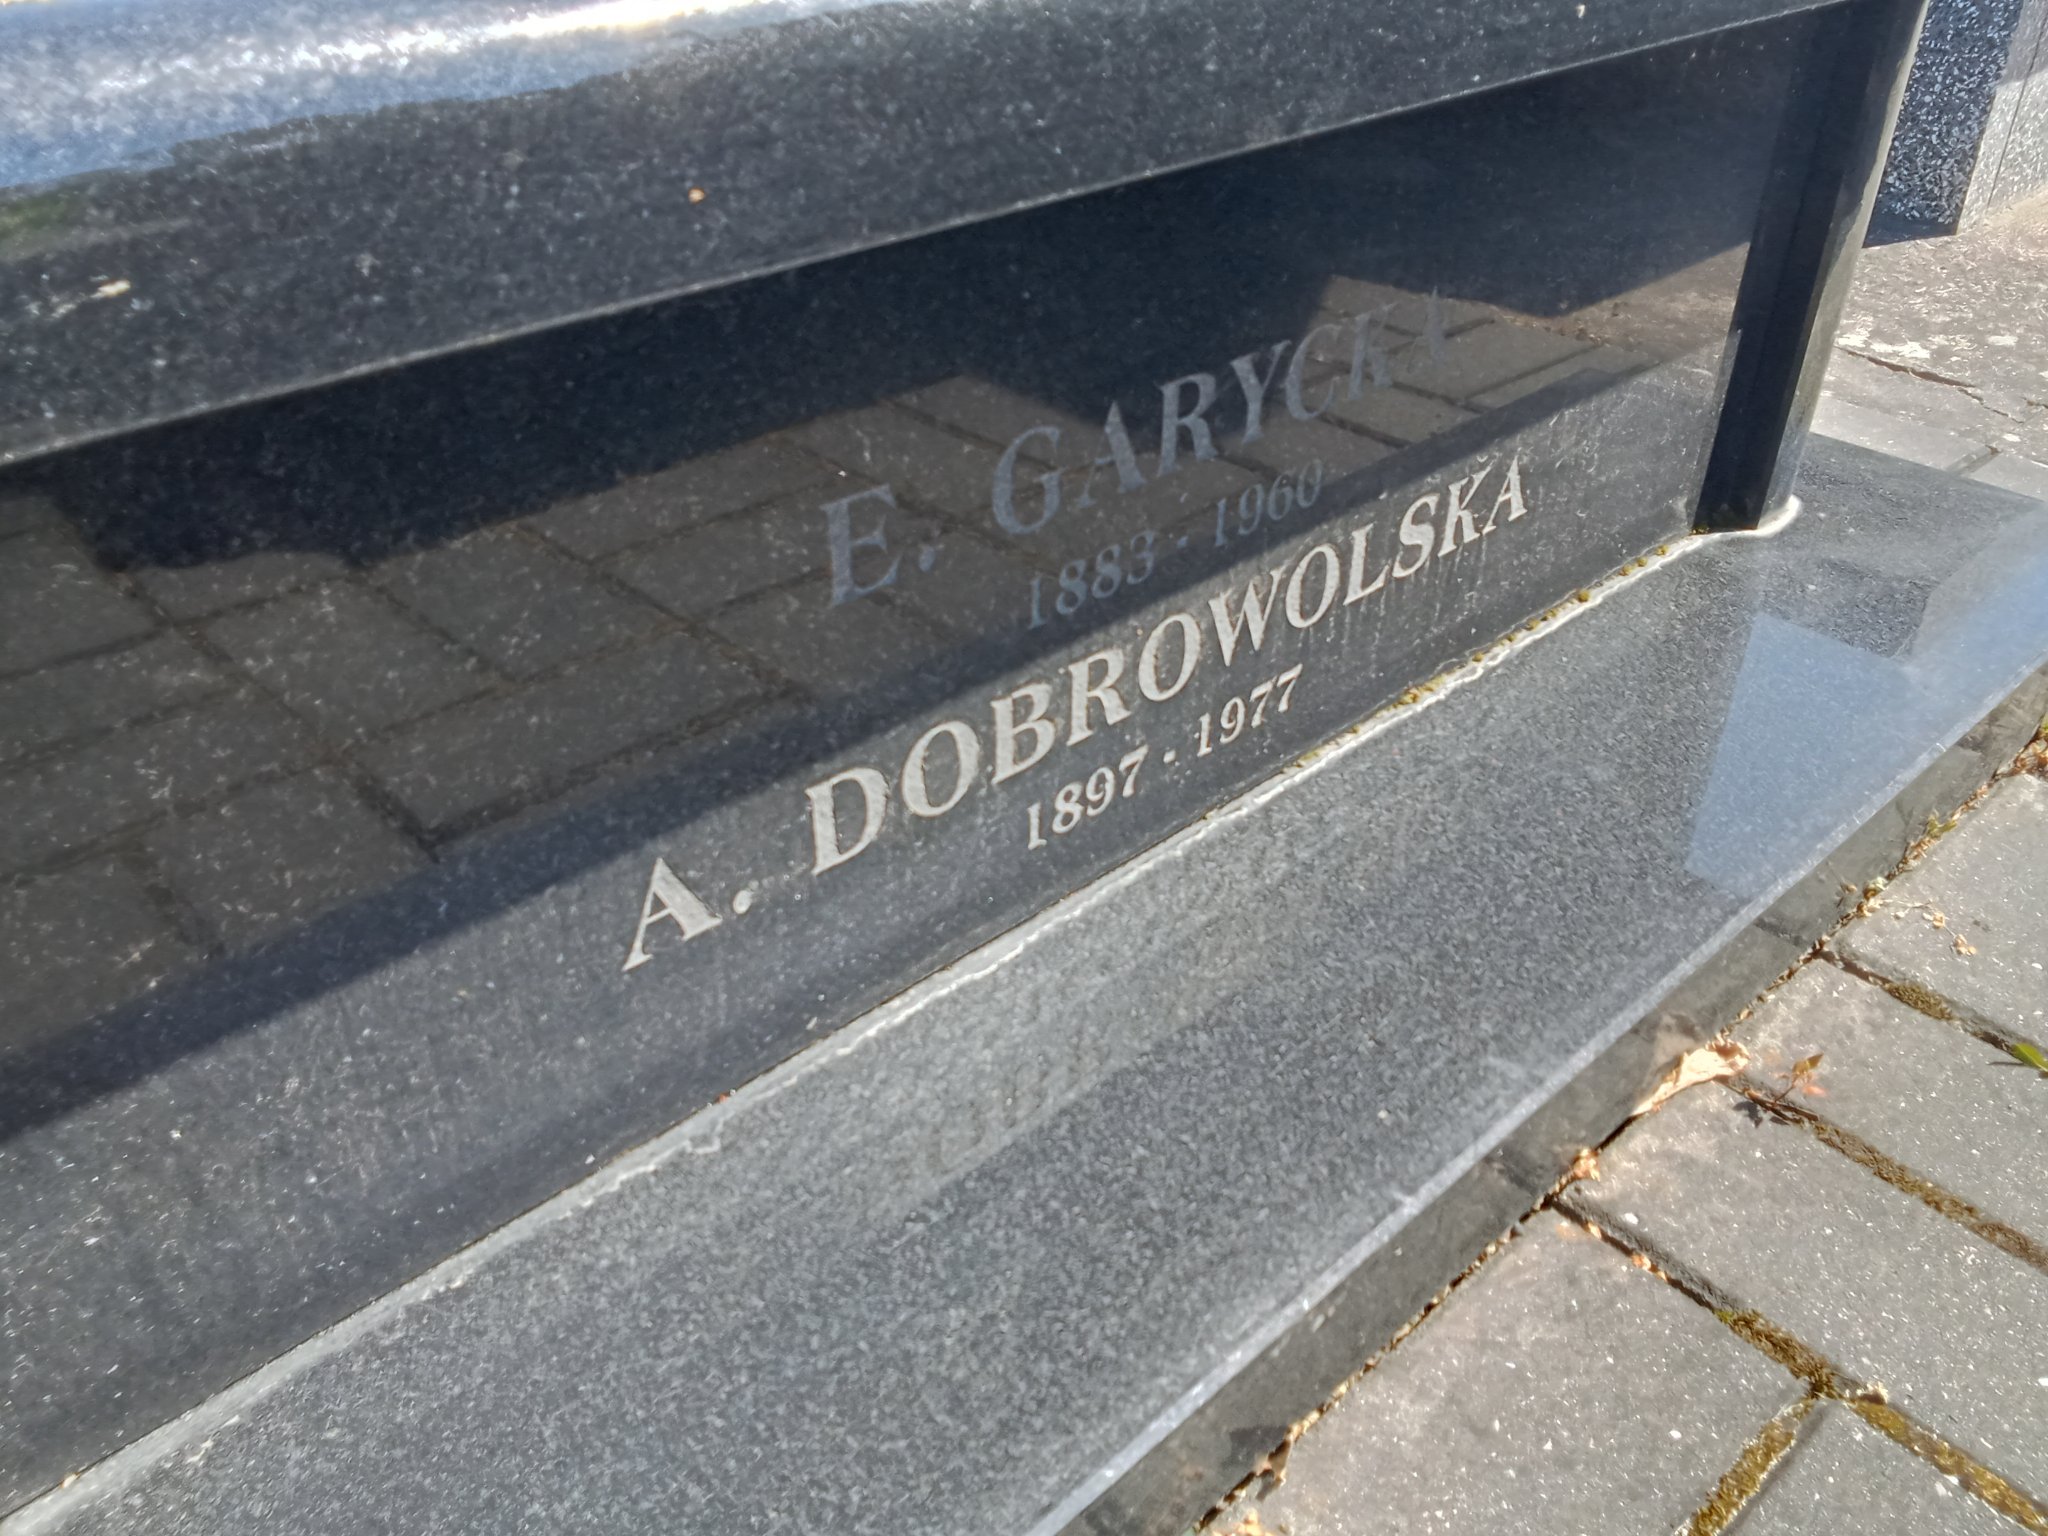 E. GARYCKA
1883 - 1960
A. DOBROWOLSKA
1897 - 1977